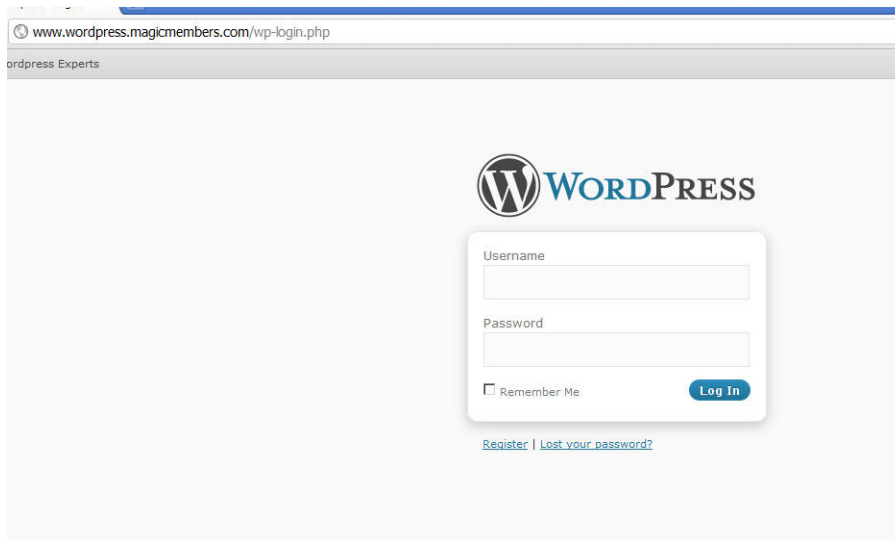 www.wordpress.magicmembers.com/wp-login.php
ordpress Experts
WORDPRESS
Username
Password
Remember Me
Log In
Register | Lost your password?